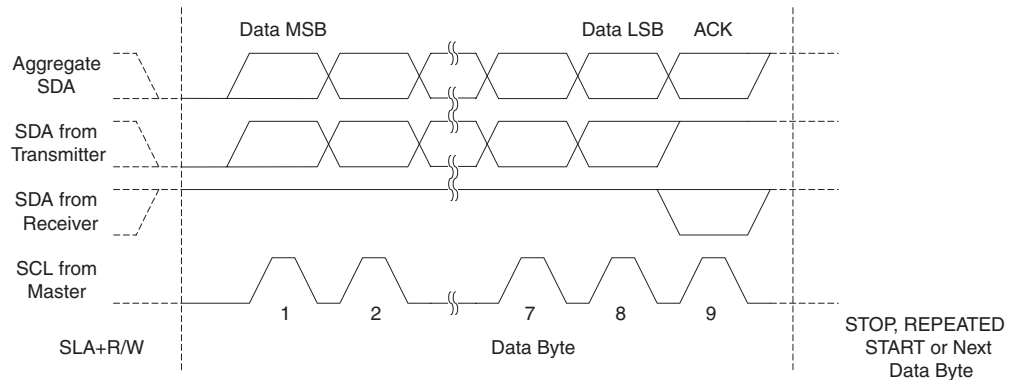 Data MSB
Data LSB
ACK
Aggregate
SDA
SDA from
Transmitter
SDA from
Receiver
SCL from
Master
1
2
7
8
9
SLA+R/W
Data Byte
STOP, REPEATED
START or Next
Data Byte